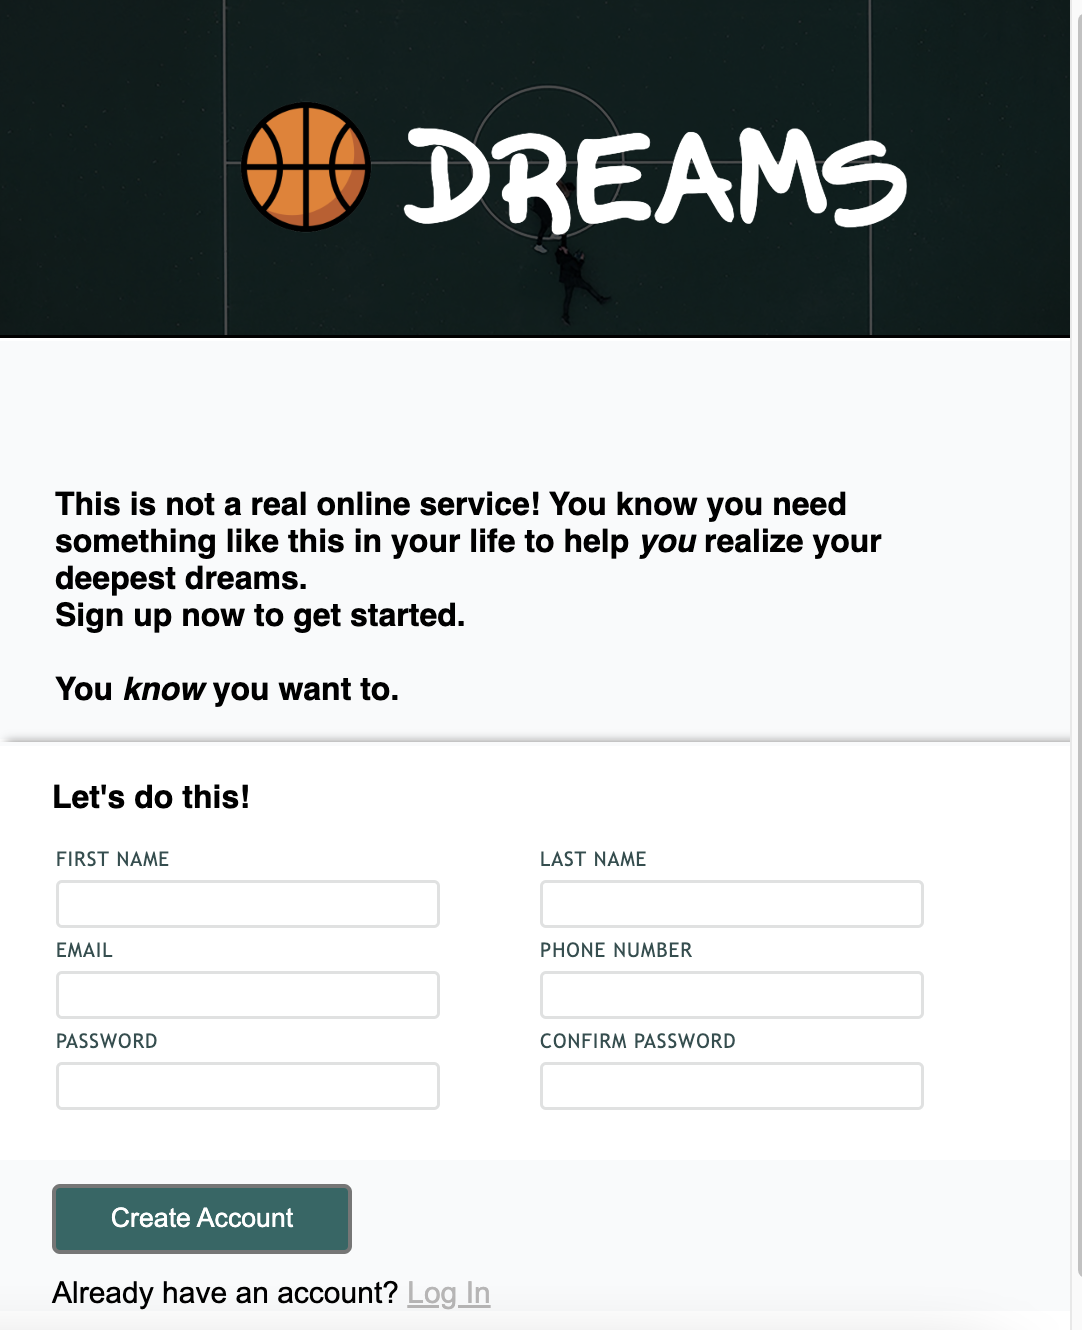 DREAMS
This is not a real online service! You know you need
something like this in your life to help you realize your
deepest dreams.
Sign up now to get started.
You know you want to.
Let's do this!
FIRST NAME
LAST NAME
EMAIL
PHONE NUMBER
PASSWORD
CONFIRM PASSWORD
Create Account
Already have an account? Log In